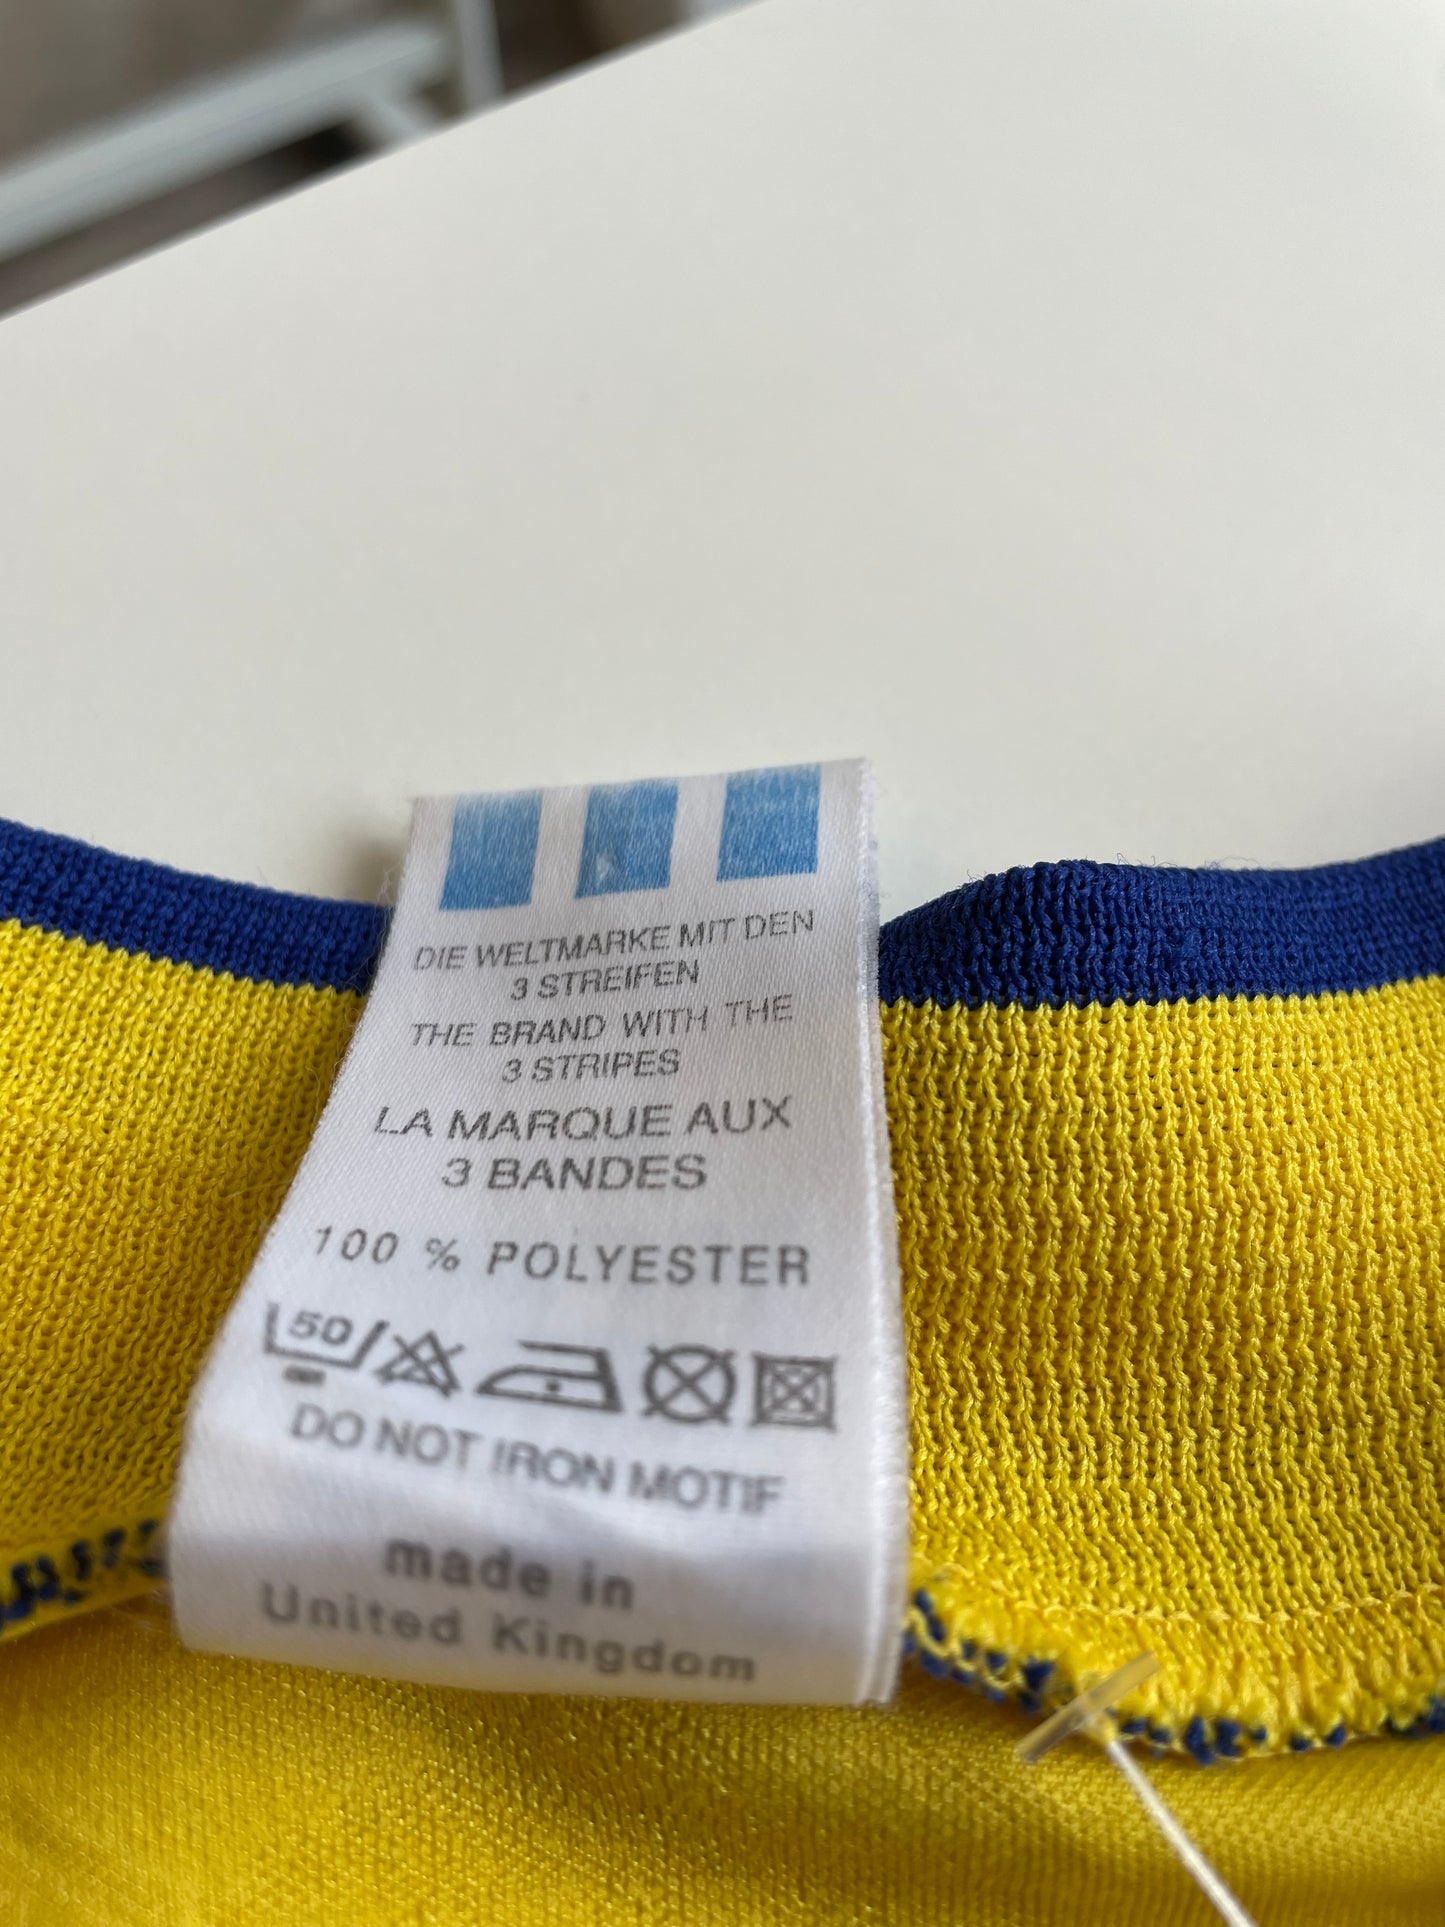 DIE WELTMARKE MIT DEN
3 STREIFEN
THE BRAND WITH THE
3 STRIPES
LA MARQUE AUX
3 BANDES
100 % POLYESTER
50
DO NOT IRON MOTIF
made in
United Kingdom